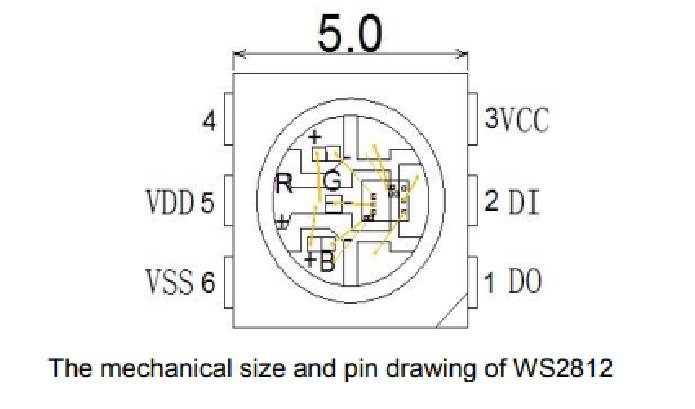 5.0
4
3VCC
+
R G
VDD 5
2 DI
+
+B
VSS 6
1 DO
The mechanical size and pin drawing of WS2812